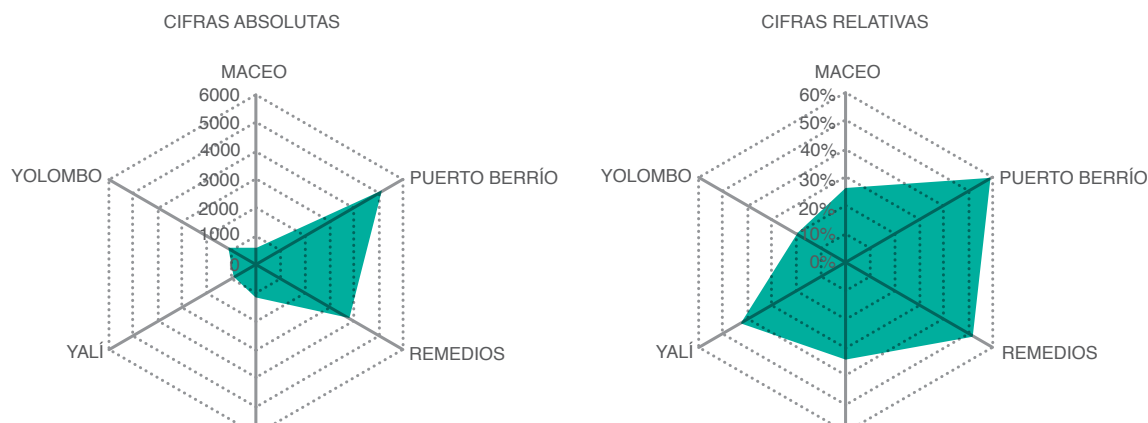 CIFRAS ABSOLUTAS
MACEO
6000
5000
4000
3000
2000
1000
0
YOLOMBO
PUERTO BERRÍO
YALÍ
REMEDIOS
CIFRAS RELATIVAS
MACEO
60%
50%
40%
30%
20%
10%
0%
YOLOMBO
PUERTO BERRÍO
YALÍ
REMEDIOS